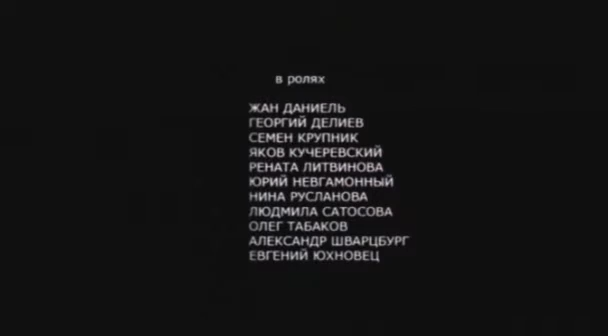 в ролях
ЖАН ДАНИЕЛЬ
ГЕОРГИЙ ДЕЛИЕВ
СЕМЕН КРУПНИК
ЯКОВ КУЧЕРЕВСКИЙ
РЕНАТА ЛИТВИНОВА
ЮРИЙ НЕВГАМОННЫЙ
НИНА РУСЛАНОВА
ЛЮДМИЛА САТОСОВА
ОЛЕГ ТАБАКОВ
АЛЕКСАНДР ШВАРЦБУРГ
ЕВГЕНИЙ ЮХНОВЕЦ